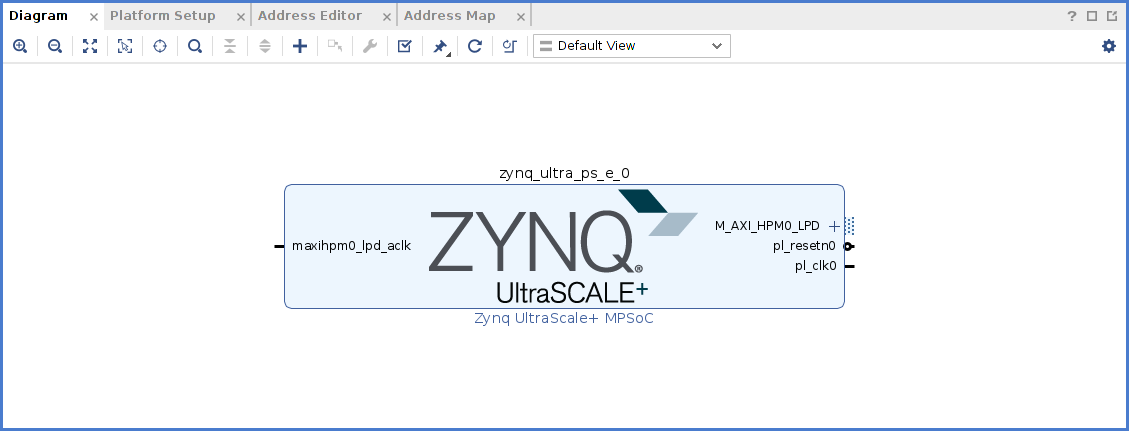 Diagram
Platform Setup
Address Editor
Address Map
?
Default View
zynq_ultra_ps_e_0
maxihpm0_lpd_aclk
ZYNQ®
UltraSCALE+
M_AXI_HPM0_LPD
pl_resetn0
pl_clk0
Zynq UltraScale+ MPSoC